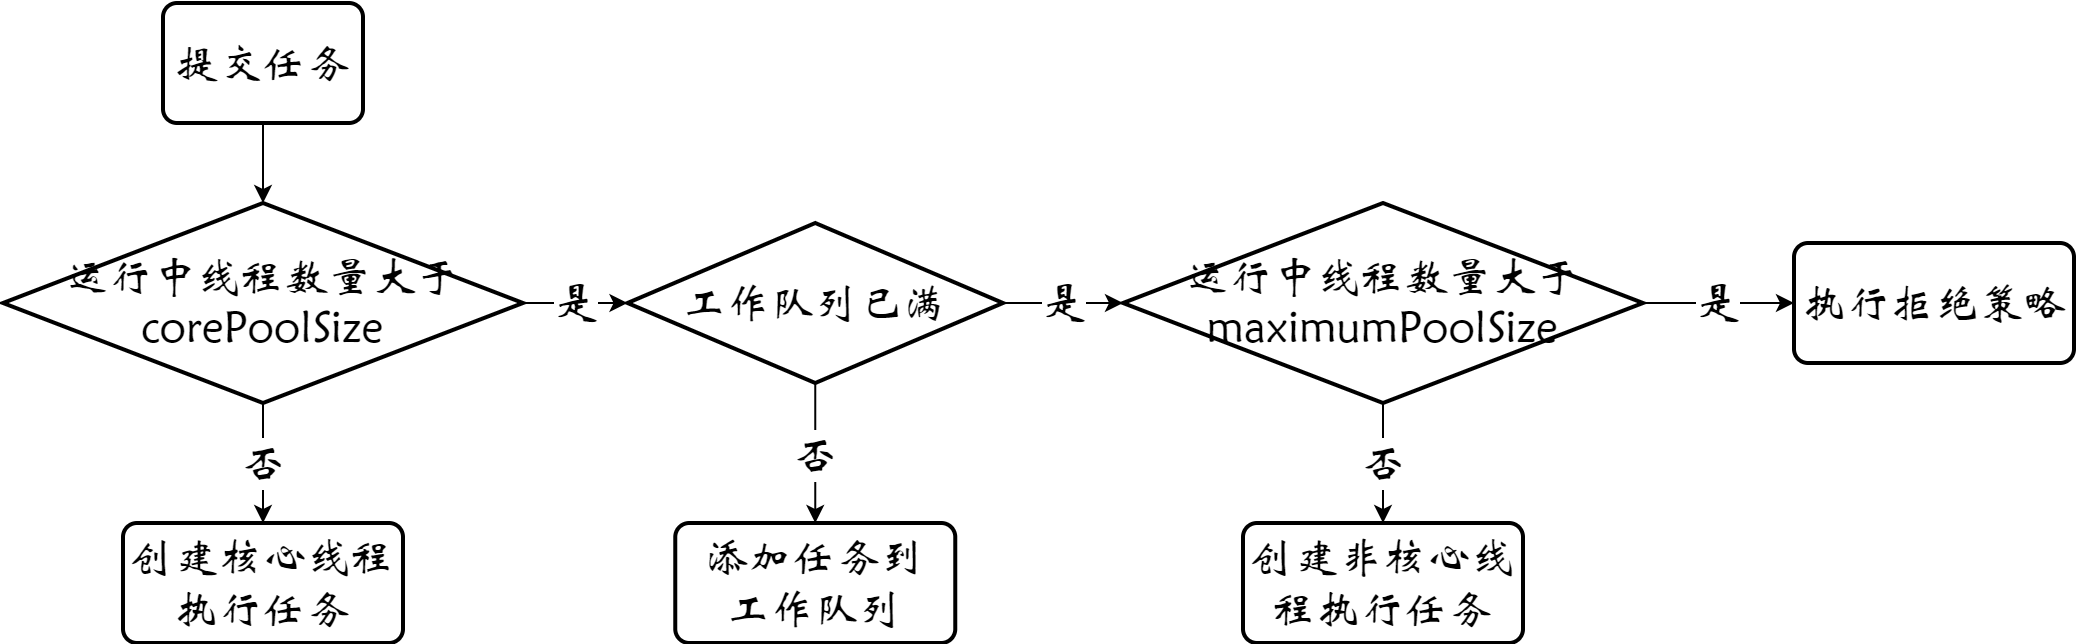 提交任务
运行中线程数量大于
corePoolSize
是
工作队列已满
是
运行中线程数量大于
maximumPoolSize
是
执行拒绝策略
否
否
否
创建核心线程
执行任务
添加任务到
工作队列
创建非核心线
程执行任务